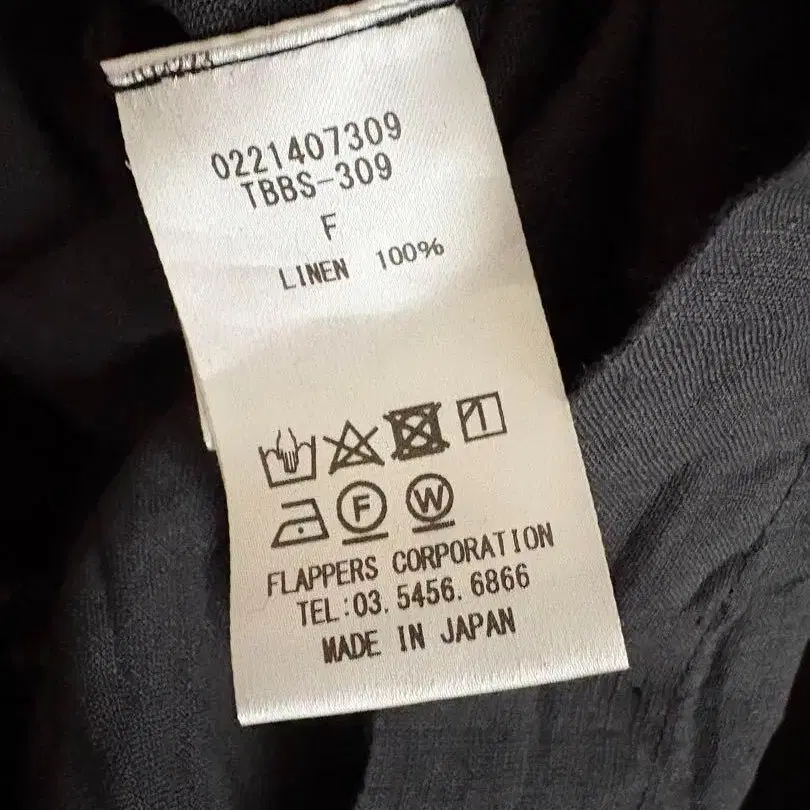 0221407309
TBBS-309
F
LINEN 100%
F W
FLAPPERS CORPORATION
TEL:03.5456.6866
MADE IN JAPAN